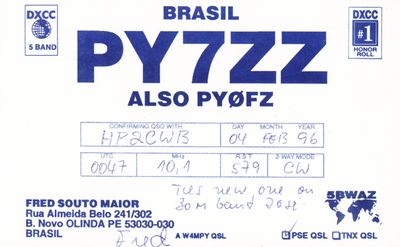 DXCC
5 BAND
BRASIL
DXCC
#1
HONOR
ROLL
PY7ZZ
ALSO PYØFZ
CONFIRMING QSO WITH DAY MONTH YEAR
HP2CWB 04 FEB 96
UTC MHz RST 2-WAY MODE
0047 10,1 579 CW
new one on
30M band
FRED SOUTO MAIOR
Rua Almeida Belo 241/302
B. Novo OLINDA PE 53030-030
BRASIL
Fred
A W4MPY QSL
5BWAZ
PSE QSL TNX QSL